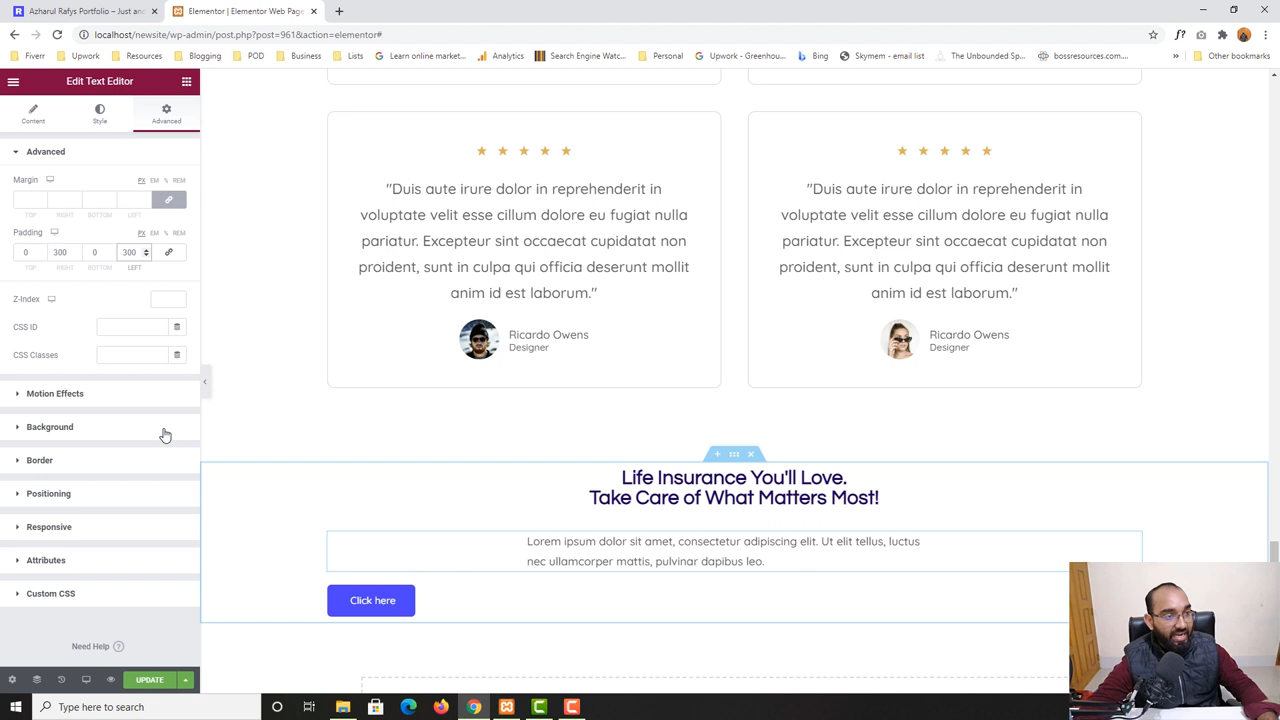 Azharul Rafys Portfolio – Just ano
Elementor | Elementor Web Page
localhost/newsite/wp-admin/post.php?post=961&action=elementor#
Fiverr
Upwork
Resources
Blogging
POD
Business
Lists
Learn online market...
Analytics
Search Engine Watc...
Personal
Upwork - Greenhou...
Bing
Skymem - email list
The Unbounded Sp...
bossresources.com...
Other bookmarks
Edit Text Editor
Content
Style
Advanced
Advanced
Margin
PX EM % REM
TOP RIGHT BOTTOM LEFT
Padding
PX EM % REM
0 300 0 300
TOP RIGHT BOTTOM LEFT
Z-Index
CSS ID
CSS Classes
Motion Effects
Background
Border
Positioning
Responsive
Attributes
Custom CSS
Need Help
UPDATE
"Duis aute irure dolor in reprehenderit in
voluptate velit esse cillum dolore eu fugiat nulla
pariatur. Excepteur sint occaecat cupidatat non
proident, sunt in culpa qui officia deserunt mollit
anim id est laborum."
Ricardo Owens
Designer
"Duis aute irure dolor in reprehenderit in
voluptate velit esse cillum dolore eu fugiat nulla
pariatur. Excepteur sint occaecat cupidatat non
proident, sunt in culpa qui officia deserunt mollit
anim id est laborum."
Ricardo Owens
Designer
Life Insurance You'll Love.
Take Care of What Matters Most!
Lorem ipsum dolor sit amet, consectetur adipiscing elit. Ut elit tellus, luctus
nec ullamcorper mattis, pulvinar dapibus leo.
Click here
Type here to search